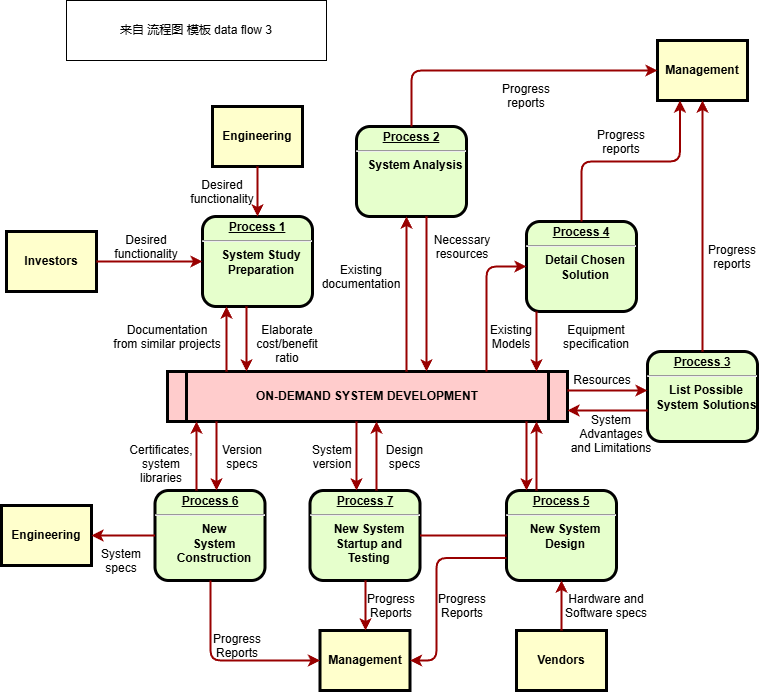 来自 流程图 模板 data flow 3
Management
Progress
reports
Engineering
Process 2
System Analysis
Progress
reports
Desired
functionality
Process 1
System Study
Preparation
Process 4
Detail Chosen
Solution
Investors
Desired
functionality
Necessary
resources
Existing
documentation
Progress
reports
Documentation
from similar projects
Elaborate
cost/benefit
ratio
Existing
Models
Equipment
specification
Process 3
List Possible
System Solutions
Resources
ON-DEMAND SYSTEM DEVELOPMENT
System
Advantages
and Limitations
Certificates,
system
libraries
Version
specs
System
version
Design
specs
Process 6
New
System
Construction
Process 7
New System
Startup and
Testing
Process 5
New System
Design
Engineering
System
specs
Progress
Reports
Progress
Reports
Hardware and
Software specs
Progress
Reports
Management
Vendors